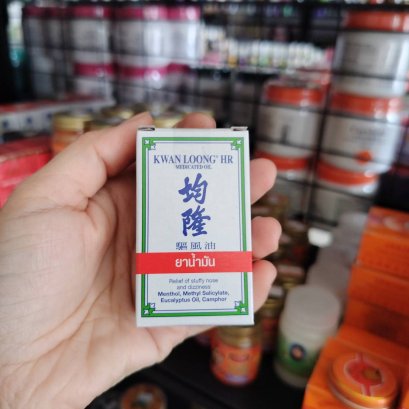 KWAN LOONG® HR
MEDICATED OIL
均
隆
驅風油
ยาน้ำมัน
Relief of stuffy nose
and dizziness
Menthol, Methyl Salicylate,
Eucalyptus Oil, Camphor